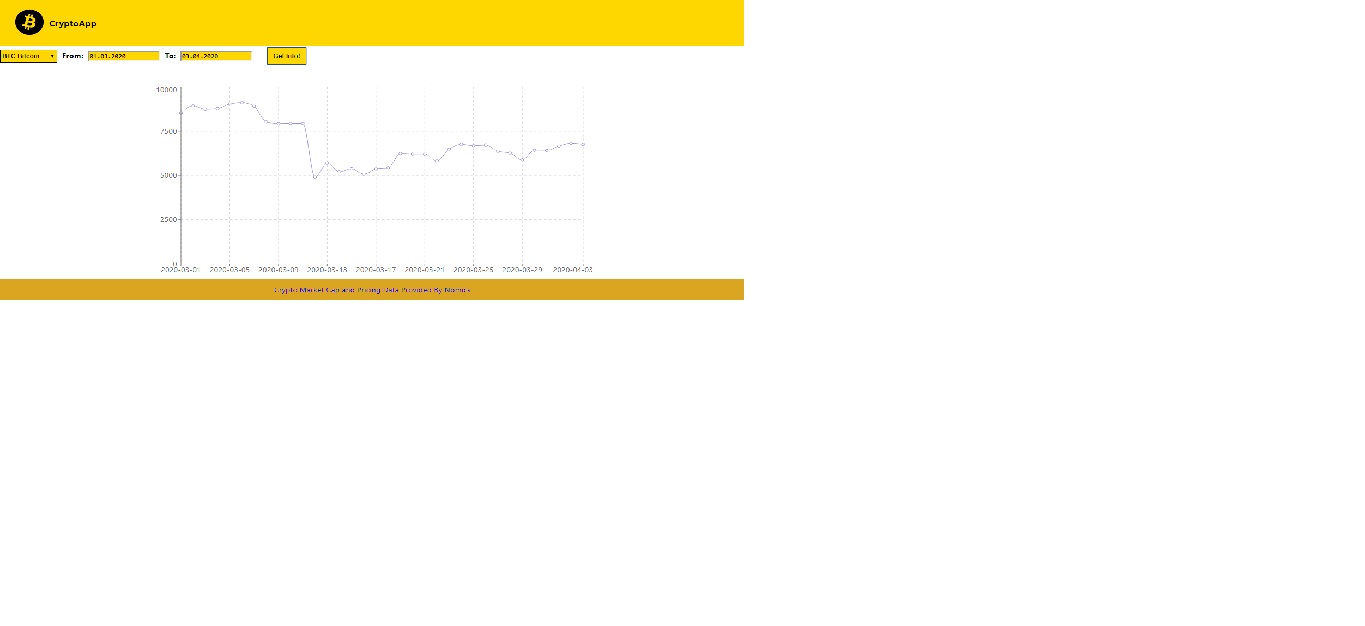 CryptoApp
BTC Bitcoin From: 01.03.2020 To: 03.04.2020 Get Info!
10000
7500
5000
2500
0
2020-03-01 2020-03-05 2020-03-09 2020-03-13 2020-03-17 2020-03-21 2020-03-25 2020-03-29 2020-04-03
Crypto Market Cap and Pricing Data Provided By Nomics